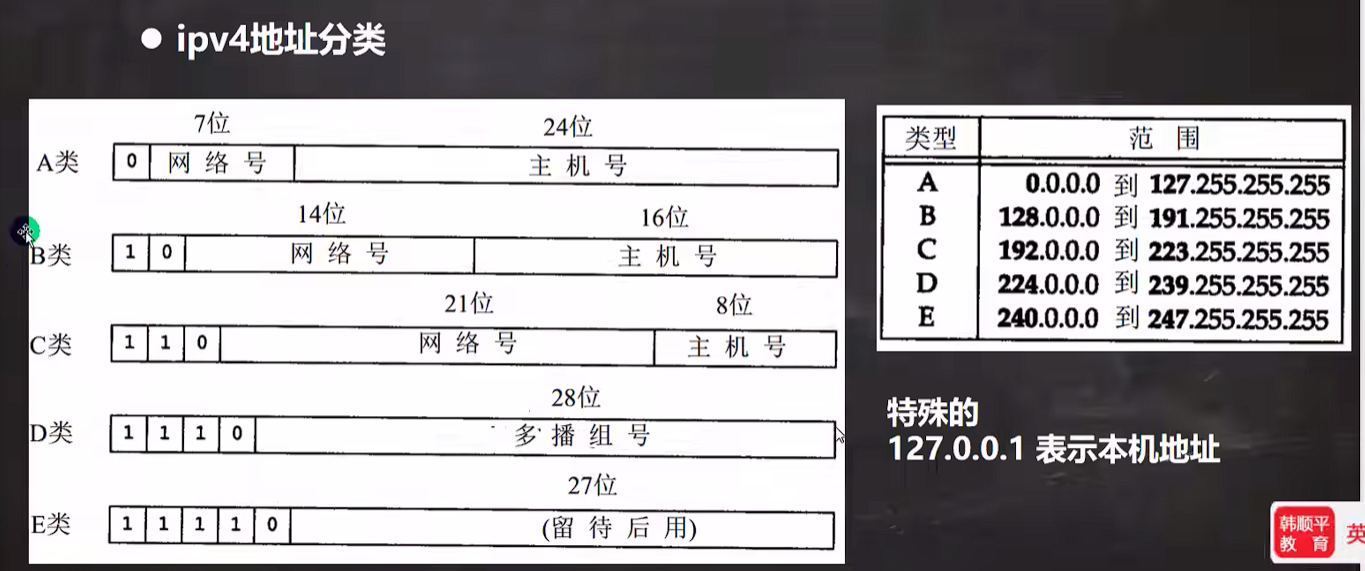 ipv4地址分类
7位 24位
A类 0 网络号 主机号
14位 16位
B类 1 0 网络号 主机号
21位 8位
C类 1 1 0 网络号 主机号
28位
D类 1 1 1 0 多播组号
27位
E类 1 1 1 1 0 (留待后用)
类型 范围
A 0.0.0.0 到 127.255.255.255
B 128.0.0.0 到 191.255.255.255
C 192.0.0.0 到 223.255.255.255
D 224.0.0.0 到 239.255.255.255
E 240.0.0.0 到 247.255.255.255
特殊的
127.0.0.1 表示本机地址
韩顺平
教育
英